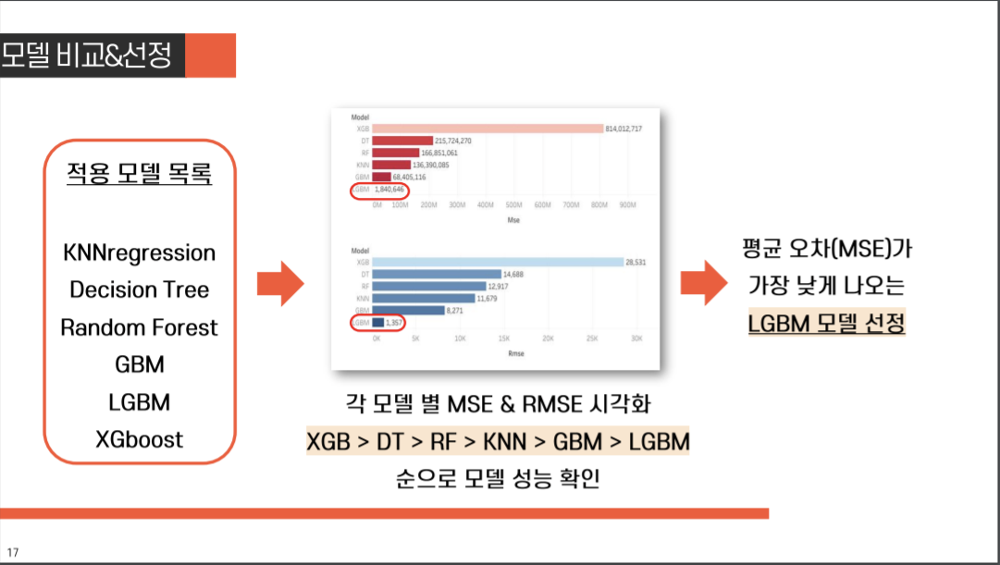 모델 비교&선정
적용 모델 목록
KNNregression
Decision Tree
Random Forest
GBM
LGBM
XGboost
Model
XGB 814,012,717
DT 215,724,270
RF 166,851,061
KNN 136,390,085
GBM 68,405,116
LGBM 1,840,646
0M 100M 200M 300M 400M 500M 600M 700M 800M 900M
Mse
Model
XGB 28,531
DT 14,688
RF 12,917
KNN 11,679
GBM 8,271
LGBM 1,357
0K 5K 10K 15K 20K 25K 30K
Rmse
각 모델 별 MSE & RMSE 시각화
XGB > DT > RF > KNN > GBM > LGBM
순으로 모델 성능 확인
평균 오차(MSE)가
가장 낮게 나오는
LGBM 모델 선정
17